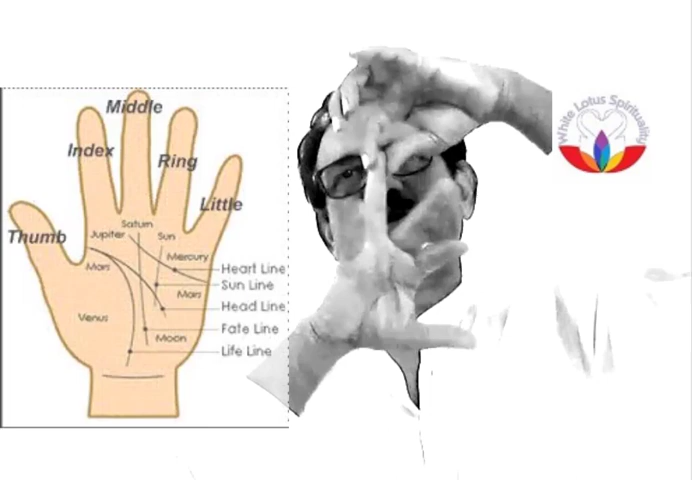 Middle
Index
Ring
Little
Thumb
Saturn
Jupiter
Sun
Mercury
Mars
Mars
Venus
Moon
Heart Line
Sun Line
Head Line
Fate Line
Life Line
White Lotus Spirituality